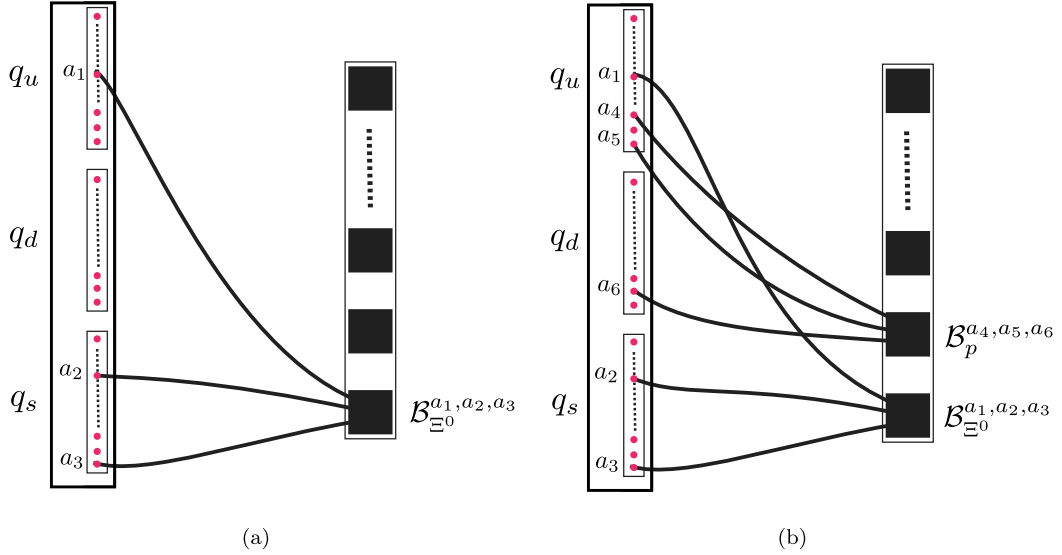 q_u
a_1
q_d
q_s
a_2
a_3
\mathcal{B}_{\Xi^0}^{a_1,a_2,a_3}
(a)
q_u
a_1
a_4
a_5
q_d
a_6
\mathcal{B}_p^{a_4,a_5,a_6}
q_s
a_2
a_3
\mathcal{B}_{\Xi^0}^{a_1,a_2,a_3}
(b)